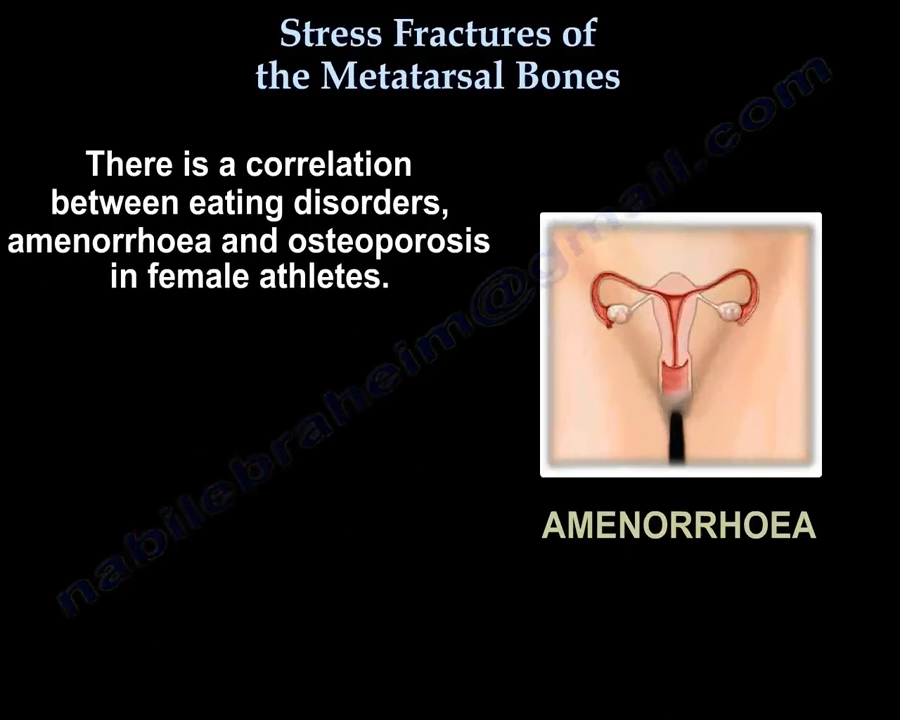 Stress Fractures of
the Metatarsal Bones
There is a correlation
between eating disorders,
amenorrhoea and osteoporosis
in female athletes.
AMENORRHOEA
nabilebraheim@gmail.com